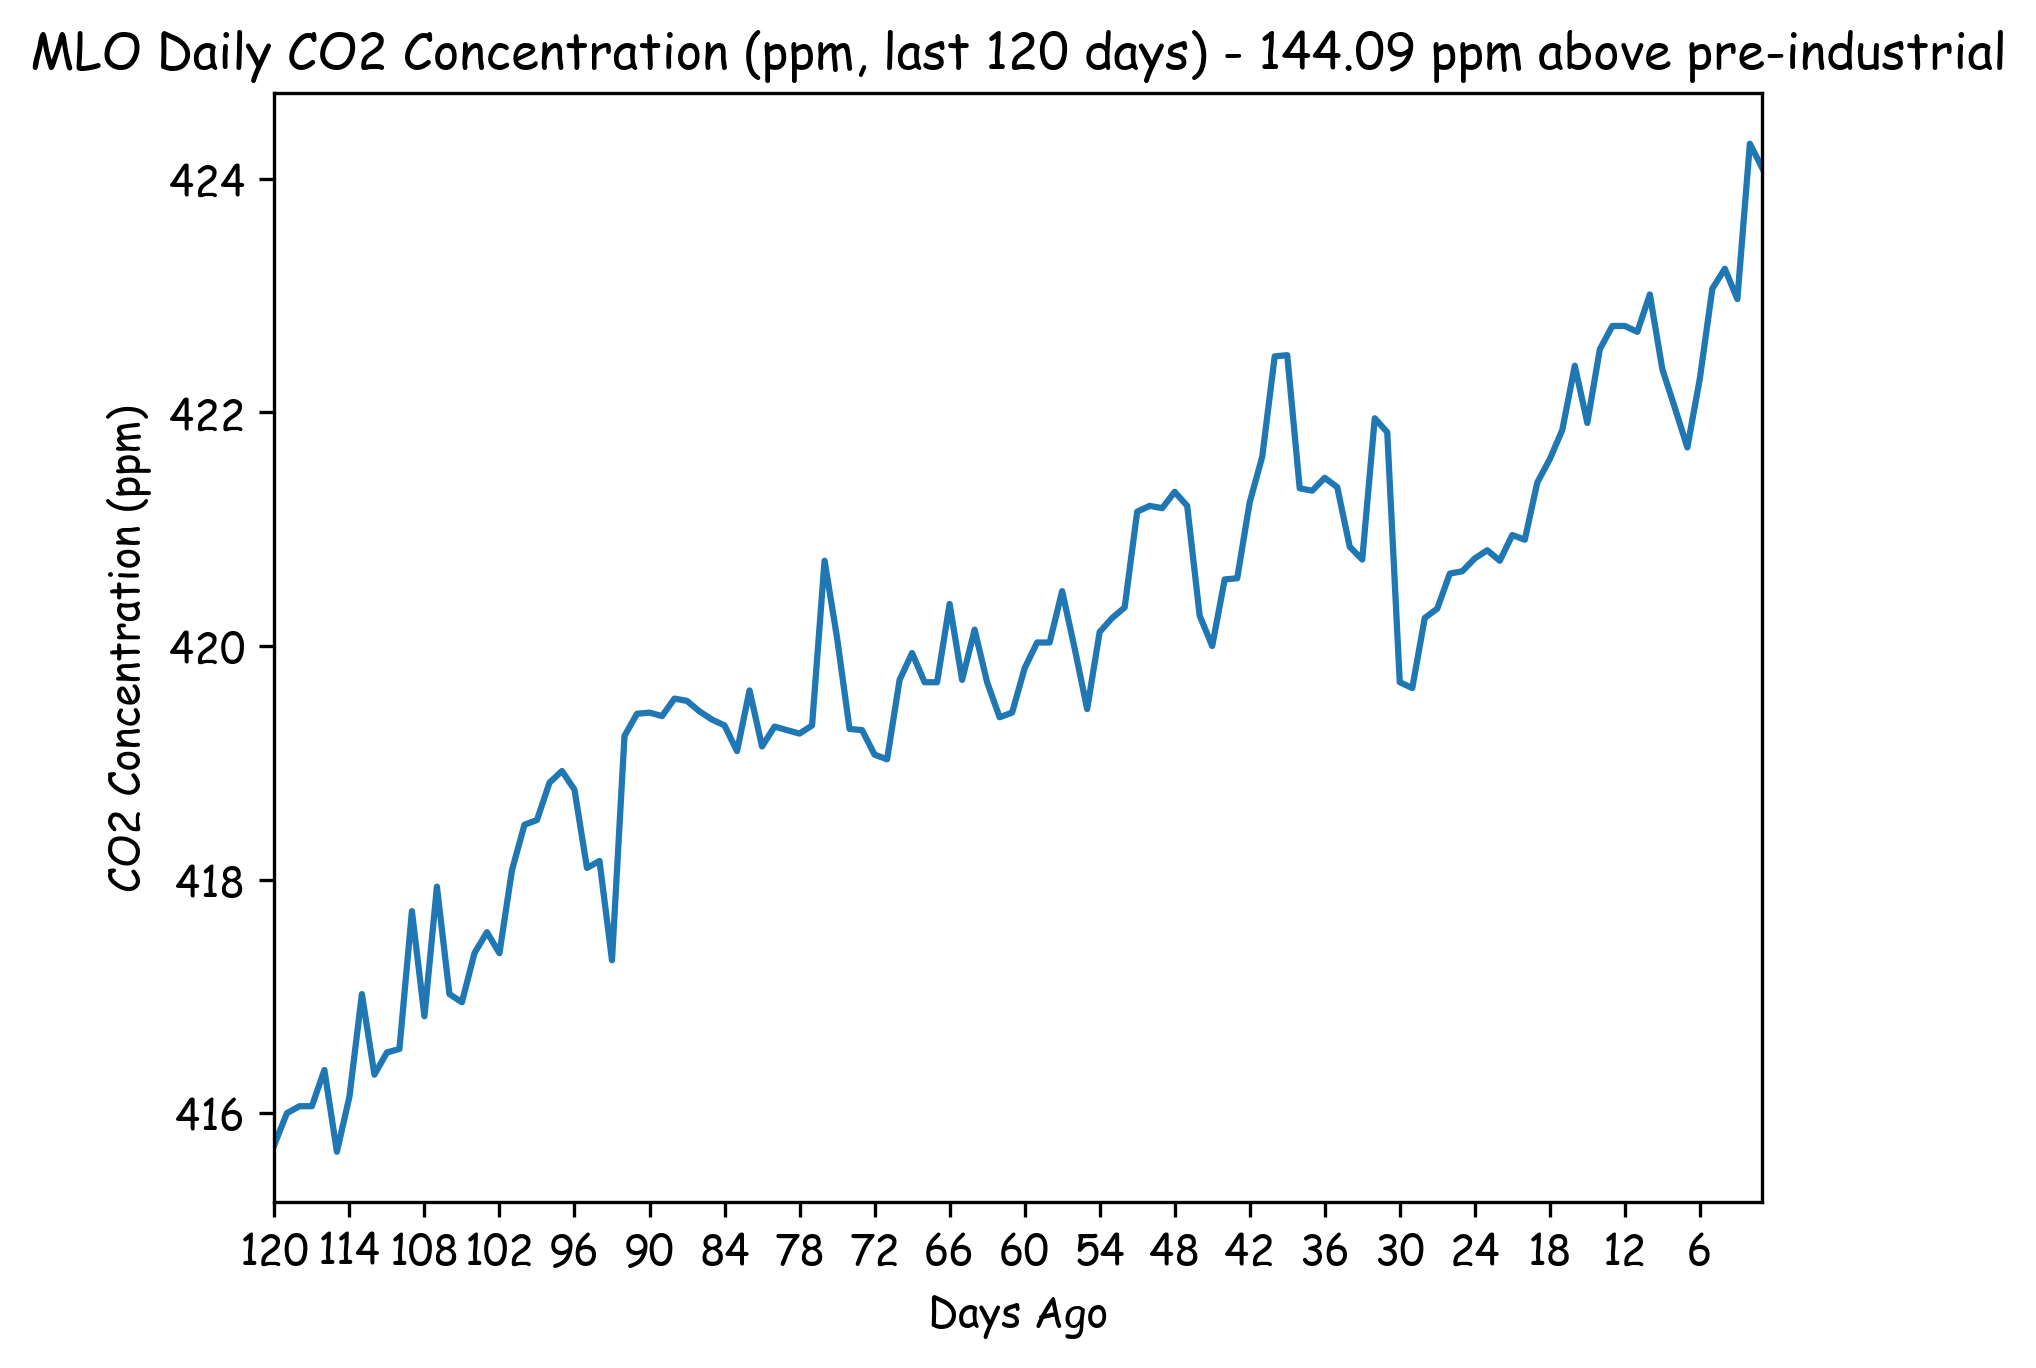 MLO Daily CO2 Concentration (ppm, last 120 days) - 144.09 ppm above pre-industrial
424
422
420
418
416
CO2 Concentration (ppm)
120 114 108 102 96 90 84 78 72 66 60 54 48 42 36 30 24 18 12 6
Days Ago